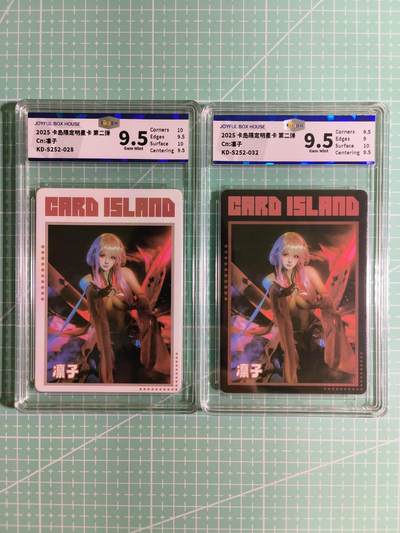 JOYFUL BOX HOUSE
2025 卡岛限定明星卡 第二弹
Cn:凛子
KD-S252-028
9.5
Gem Mint
Corners 10
Edges 9.5
Surface 10
Centering 9.5
CARD ISLAND
凛子
JOYFUL BOX HOUSE
2025 卡岛限定明星卡 第二弹
Cn:凛子
KD-S252-032
9.5
Gem Mint
Corners 9.5
Edges 9
Surface 10
Centering 9.5
CARD ISLAND
凛子